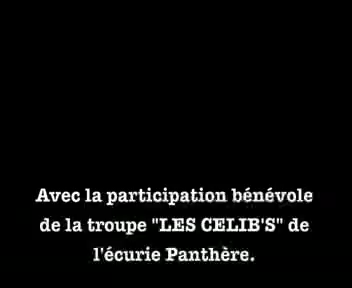 Avec la participation bénévole
de la troupe "LES CELIB'S" de
l'écurie Panthère.